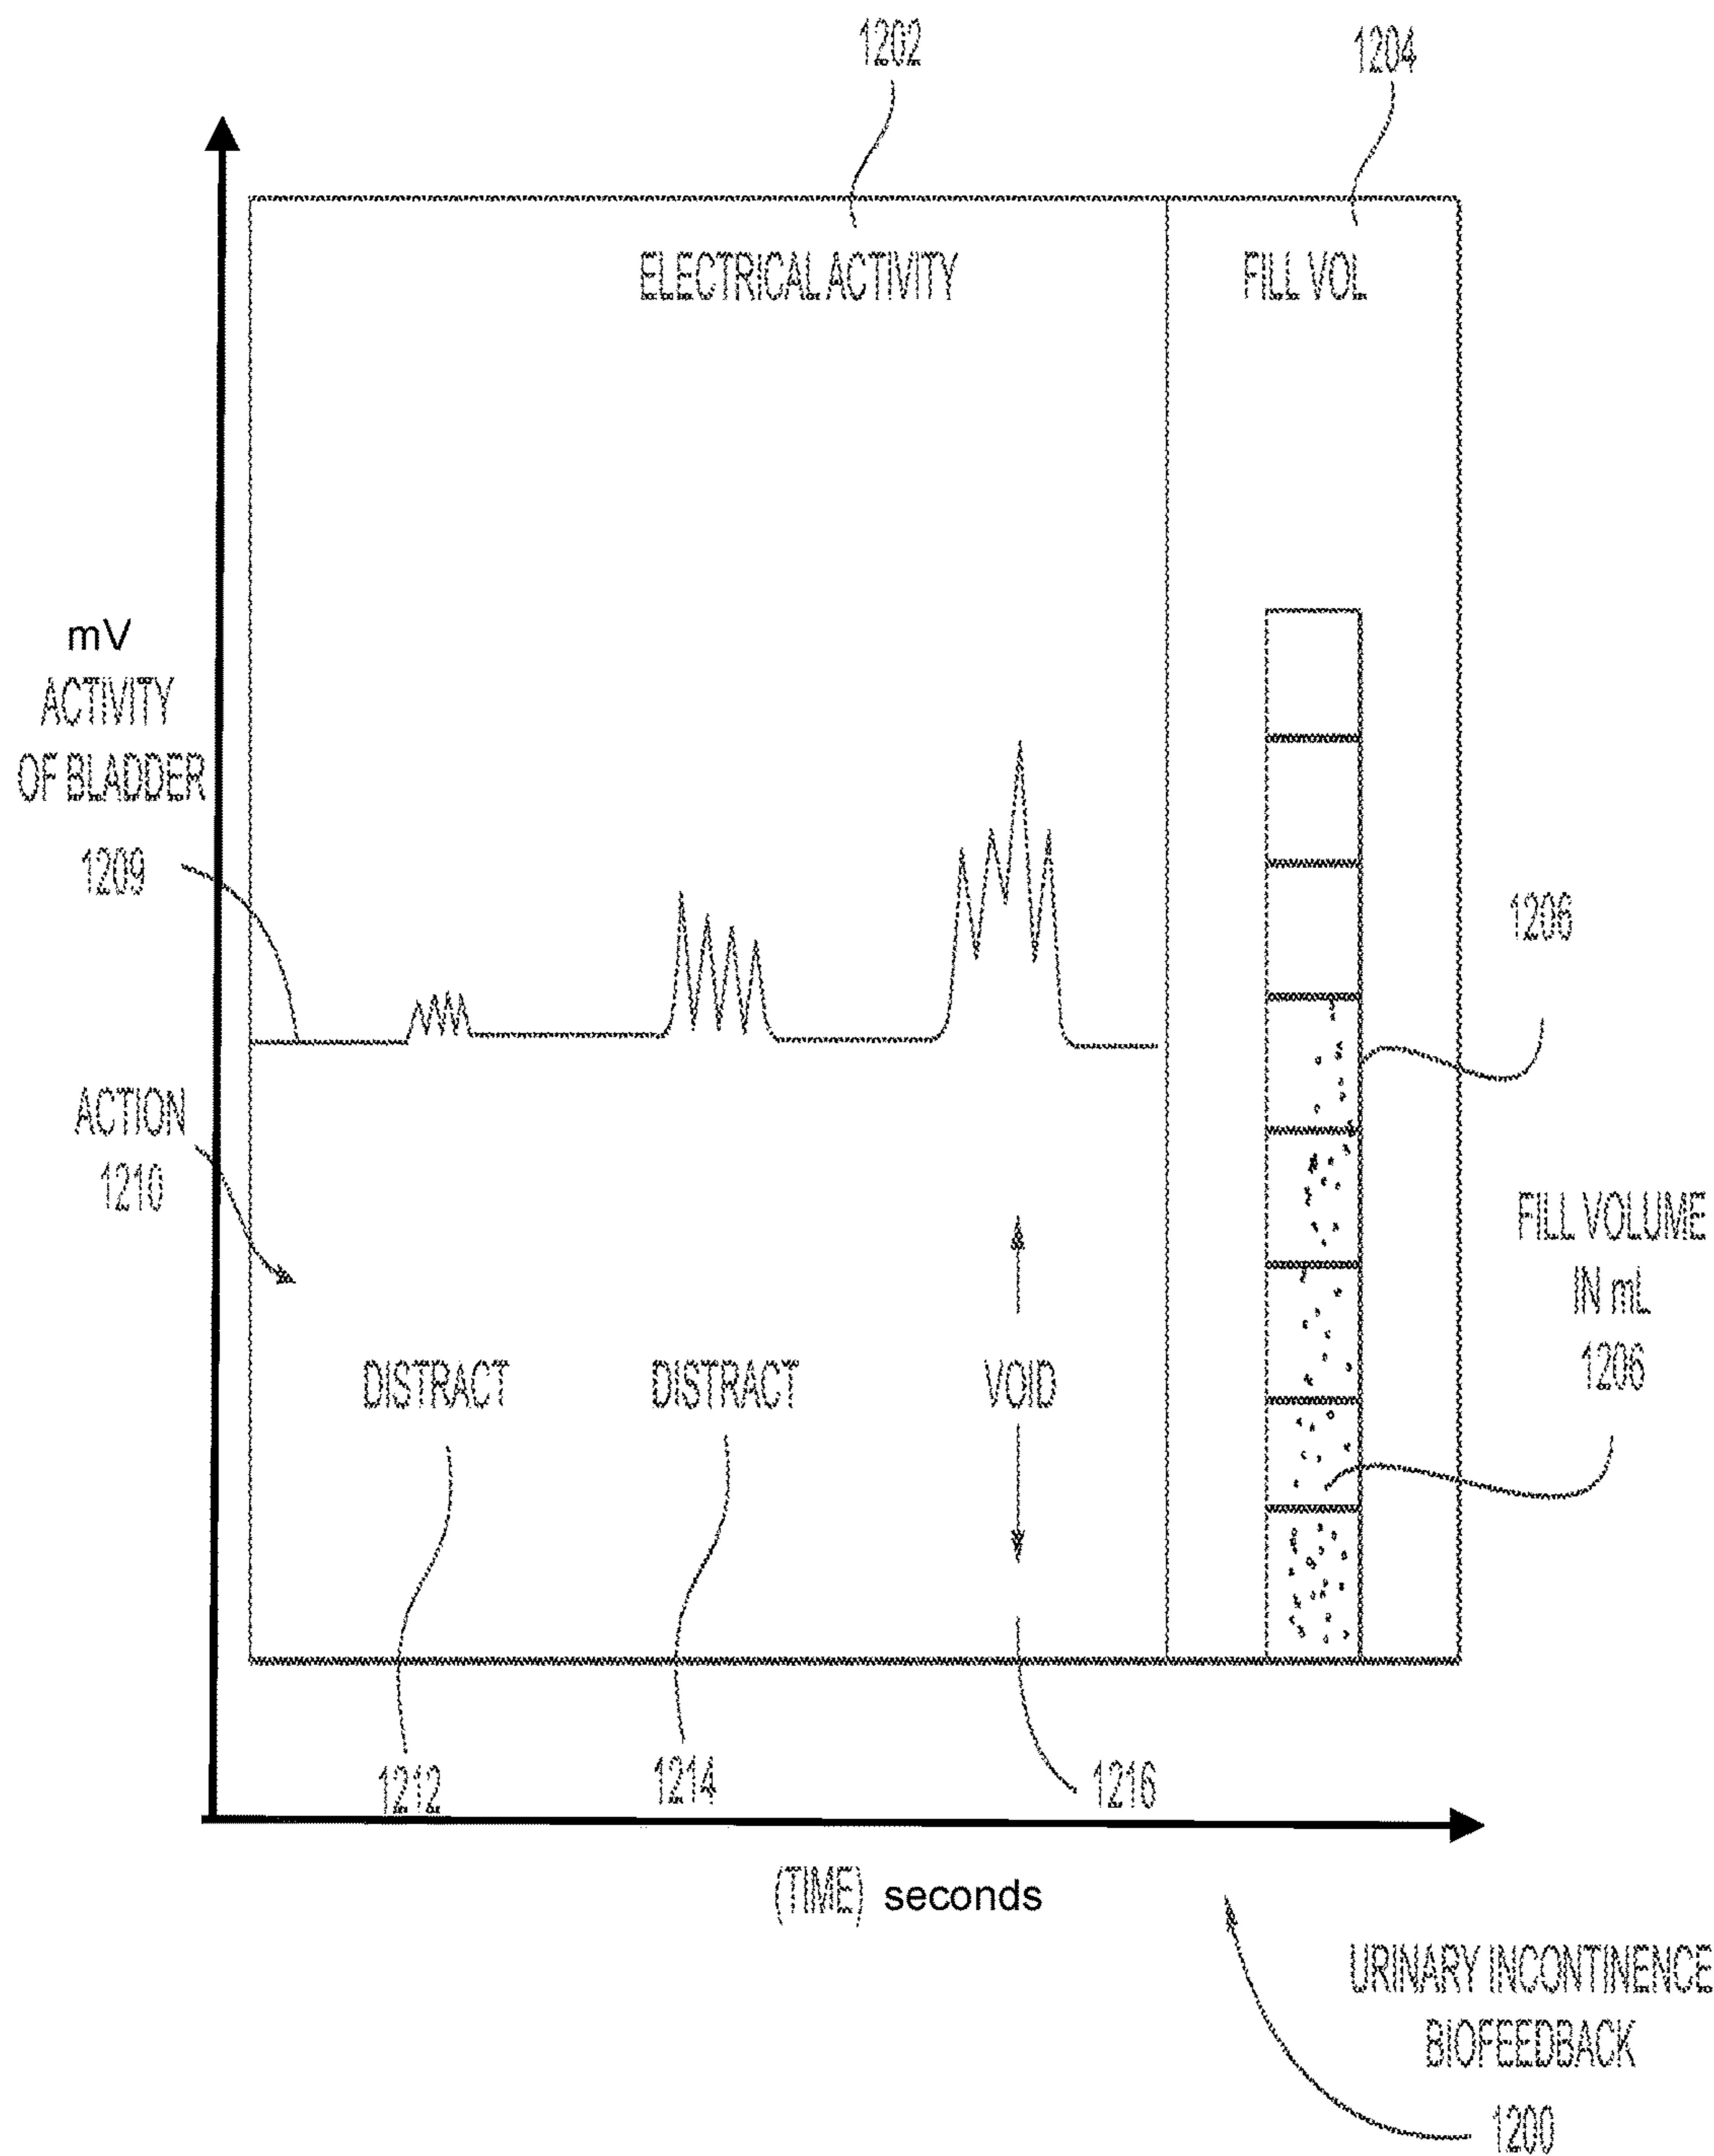 1202
1204
ELECTRICAL ACTIVITY
FILL VOL
mV
ACTIVITY
OF BLADDER
1209
1206
ACTION
1210
FILL VOLUME
IN mL
1206
DISTRACT
DISTRACT
VOID
1212
1214
1216
(TIME) seconds
URINARY INCONTINENCE
BIOFEEDBACK
1200